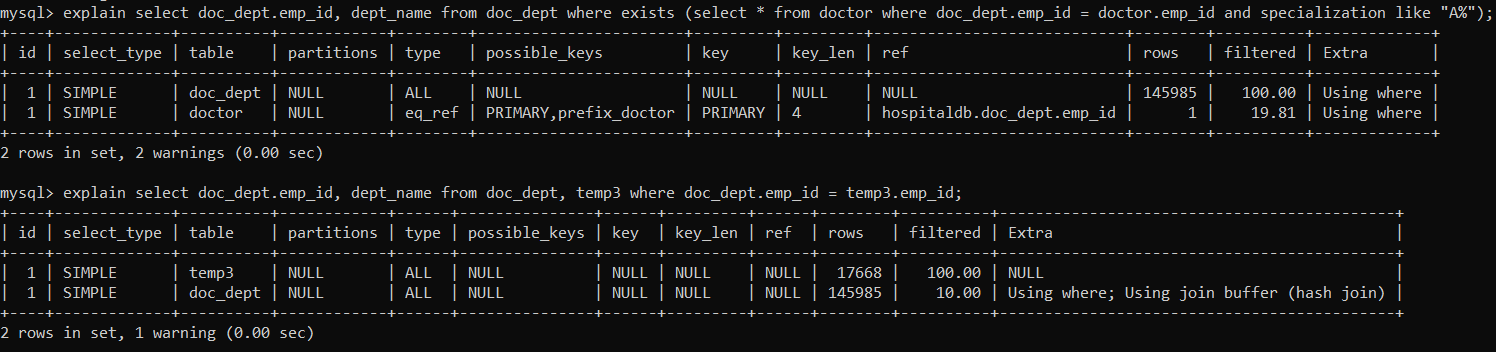 mysql> explain select doc_dept.emp_id, dept_name from doc_dept where exists (select * from doctor where doc_dept.emp_id = doctor.emp_id and specialization like "A%");
+----+-------------+----------+------------+--------+-----------------------+---------+---------+----------------------------+--------+----------+-------------+
| id | select_type | table    | partitions | type   | possible_keys         | key     | key_len | ref                        | rows   | filtered | Extra       |
+----+-------------+----------+------------+--------+-----------------------+---------+---------+----------------------------+--------+----------+-------------+
|  1 | SIMPLE      | doc_dept | NULL       | ALL    | NULL                  | NULL    | NULL    | NULL                       | 145985 |   100.00 | Using where |
|  1 | SIMPLE      | doctor   | NULL       | eq_ref | PRIMARY,prefix_doctor | PRIMARY | 4       | hospitaldb.doc_dept.emp_id |      1 |    19.81 | Using where |
+----+-------------+----------+------------+--------+-----------------------+---------+---------+----------------------------+--------+----------+-------------+
2 rows in set, 2 warnings (0.00 sec)
mysql> explain select doc_dept.emp_id, dept_name from doc_dept, temp3 where doc_dept.emp_id = temp3.emp_id;
+----+-------------+----------+------------+------+---------------+------+---------+------+--------+----------+--------------------------------------------+
| id | select_type | table    | partitions | type | possible_keys | key  | key_len | ref  | rows   | filtered | Extra                                      |
+----+-------------+----------+------------+------+---------------+------+---------+------+--------+----------+--------------------------------------------+
|  1 | SIMPLE      | temp3    | NULL       | ALL  | NULL          | NULL | NULL    | NULL |  17668 |   100.00 | NULL                                       |
|  1 | SIMPLE      | doc_dept | NULL       | ALL  | NULL          | NULL | NULL    | NULL | 145985 |    10.00 | Using where; Using join buffer (hash join) |
+----+-------------+----------+------------+------+---------------+------+---------+------+--------+----------+--------------------------------------------+
2 rows in set, 1 warning (0.00 sec)